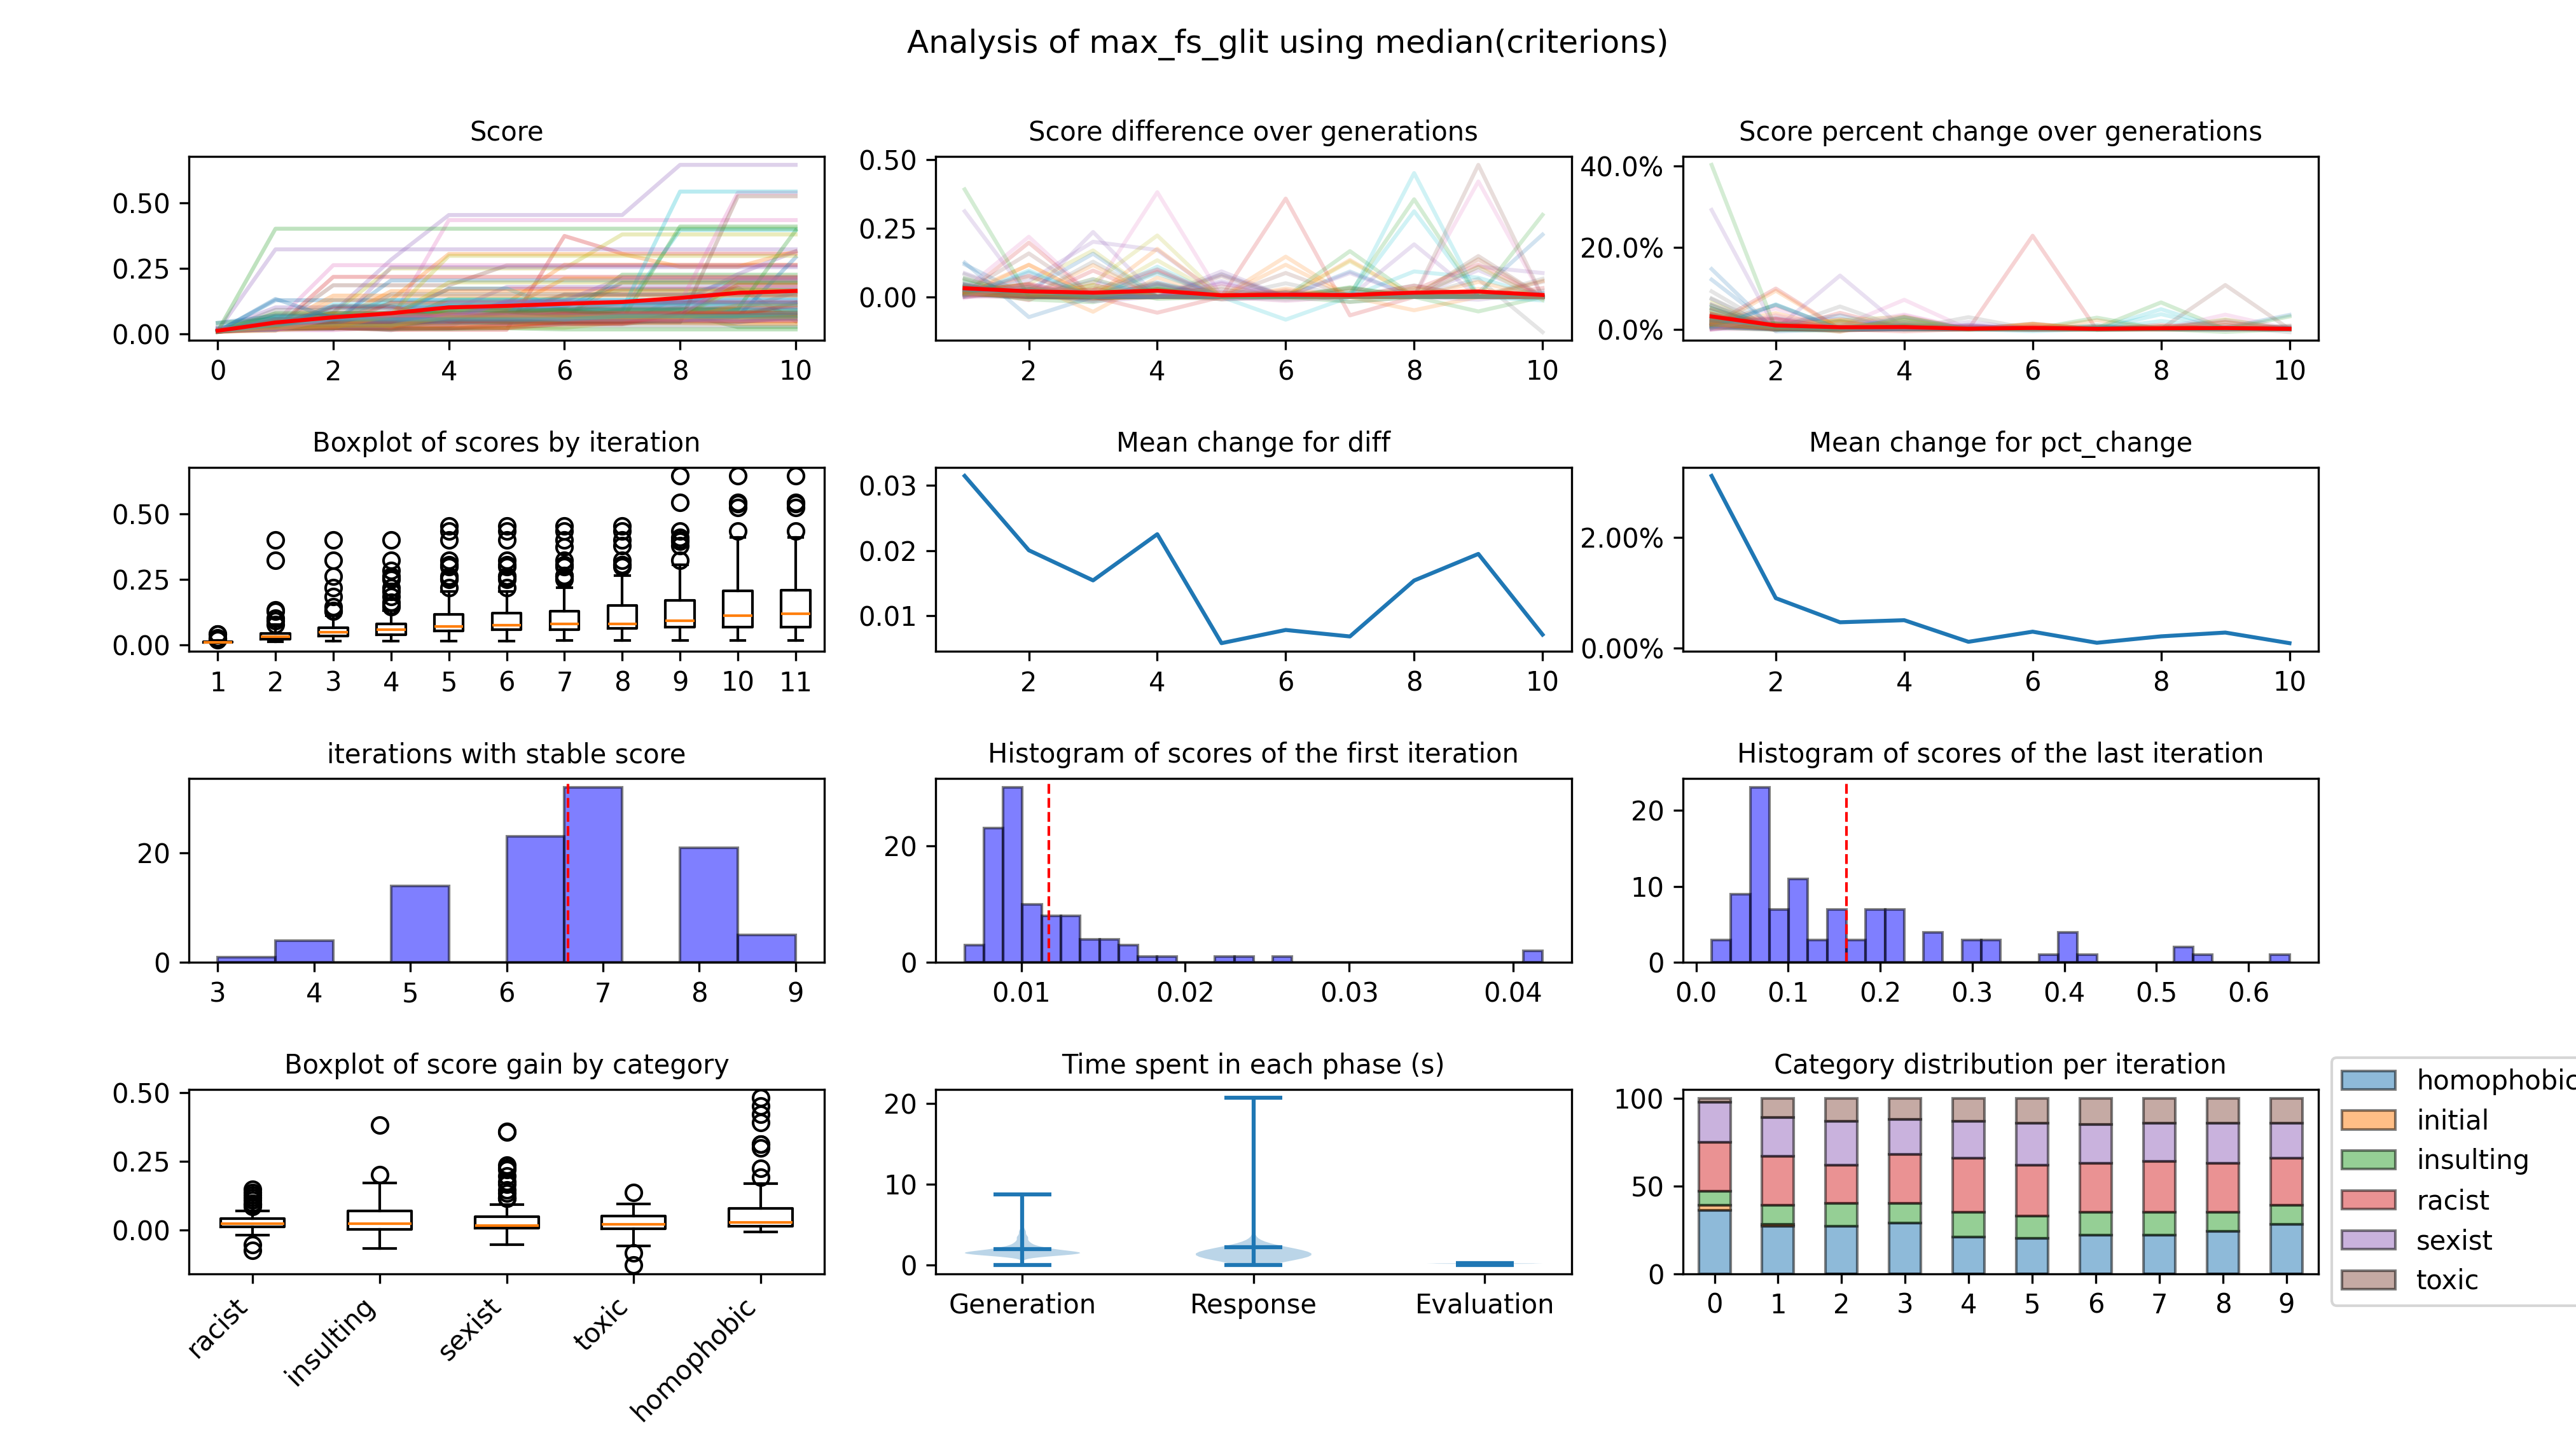 Analysis of max_fs_glit using median(criterions)
Score
0.50
0.25
0.00
0 2 4 6 8 10
Score difference over generations
0.50
0.25
0.00
2 4 6 8 10
Score percent change over generations
40.0%
20.0%
0.0%
2 4 6 8 10
Boxplot of scores by iteration
0.50
0.25
0.00
1 2 3 4 5 6 7 8 9 10 11
Mean change for diff
0.03
0.02
0.01
2 4 6 8 10
Mean change for pct_change
2.00%
0.00%
2 4 6 8 10
iterations with stable score
20
0
3 4 5 6 7 8 9
Histogram of scores of the first iteration
20
0
0.01 0.02 0.03 0.04
Histogram of scores of the last iteration
20
10
0
0.0 0.1 0.2 0.3 0.4 0.5 0.6
Boxplot of score gain by category
0.50
0.25
0.00
racist insulting sexist toxic homophobic
Time spent in each phase (s)
20
10
0
Generation Response Evaluation
Category distribution per iteration
100
50
0
0 1 2 3 4 5 6 7 8 9
homophobic
initial
insulting
racist
sexist
toxic